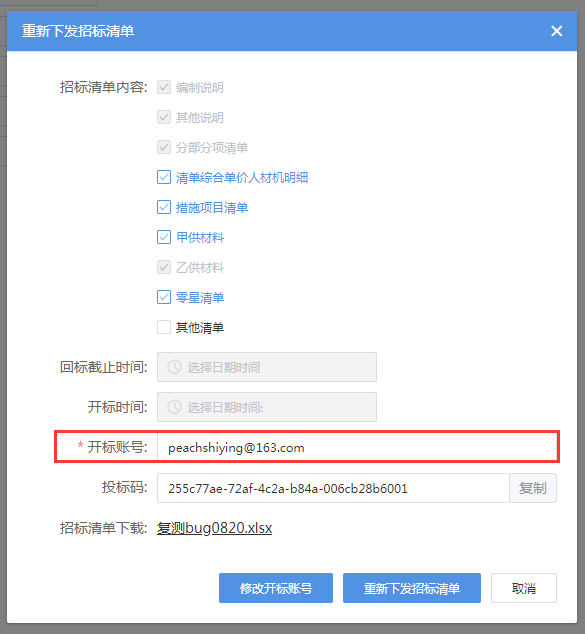 重新下发招标清单
招标清单内容: 编制说明
其他说明
分部分项清单
清单综合单价人材机明细
措施项目清单
甲供材料
乙供材料
零星清单
其他清单
回标截止时间: 选择日期时间
开标时间: 选择日期时间:
* 开标账号: peachshiying@163.com
投标码: 255c77ae-72af-4c2a-b84a-006cb28b6001 复制
招标清单下载: 复测bug0820.xlsx
修改开标账号 重新下发招标清单 取消